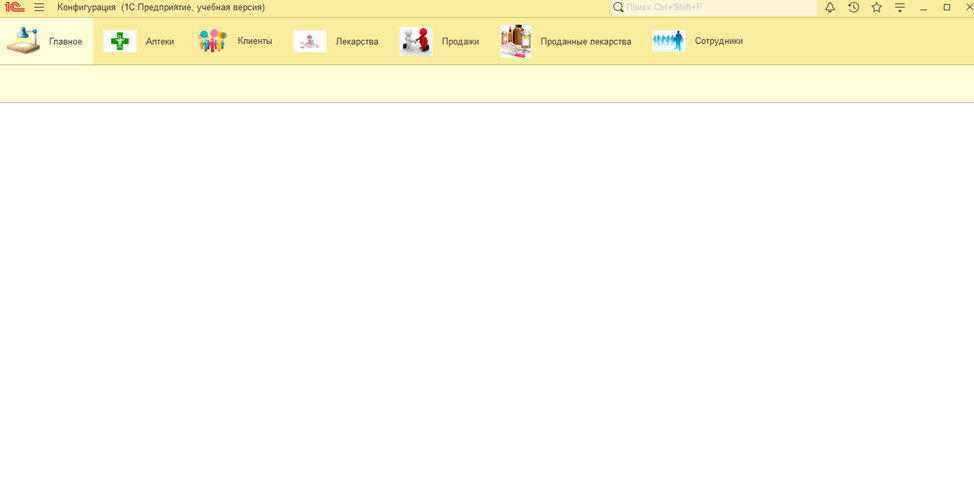 1С Конфигурация (1С:Предприятие, учебная версия) Поиск Ctrl+Shift+F
Главное Аптеки Клиенты Лекарства Продажи Проданные лекарства Сотрудники